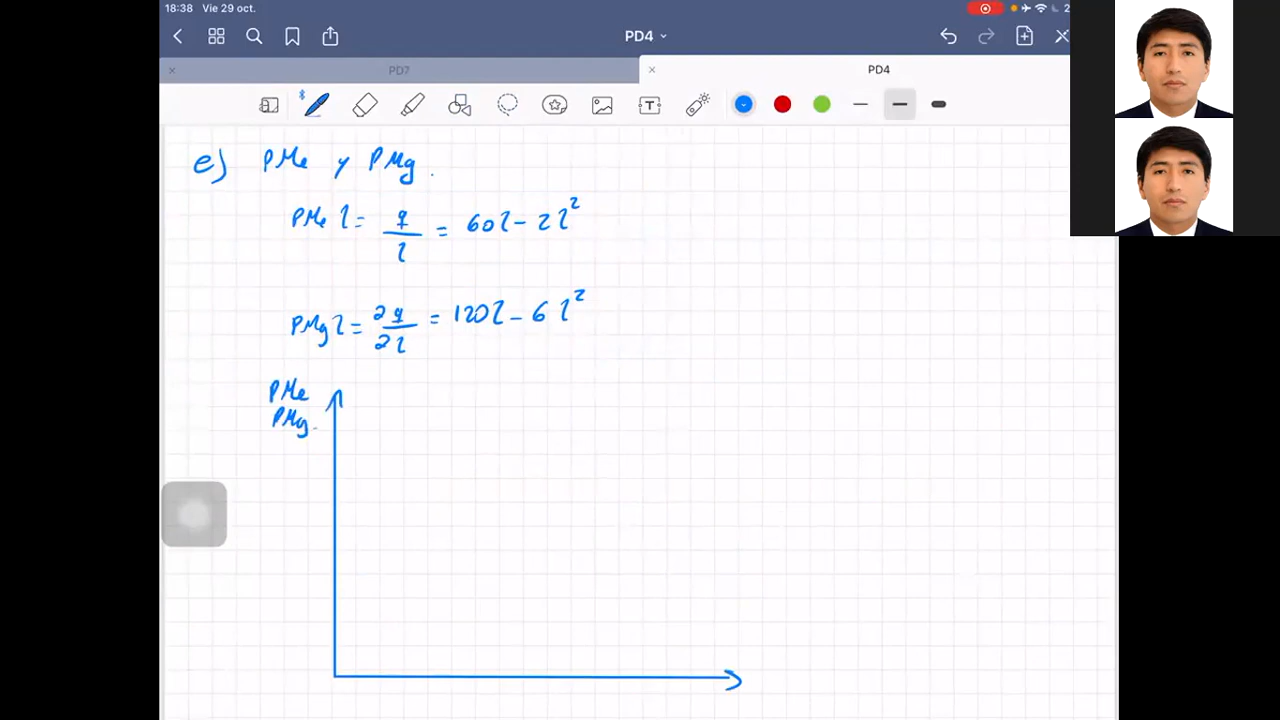 18:38 Vie 29 oct.
PD4
PD7
PD4
e) PMe y PMg.
PMe l = q/l = 60l - 2l²
PMg l = ∂q/∂l = 120l - 6l²
PMe
PMg.